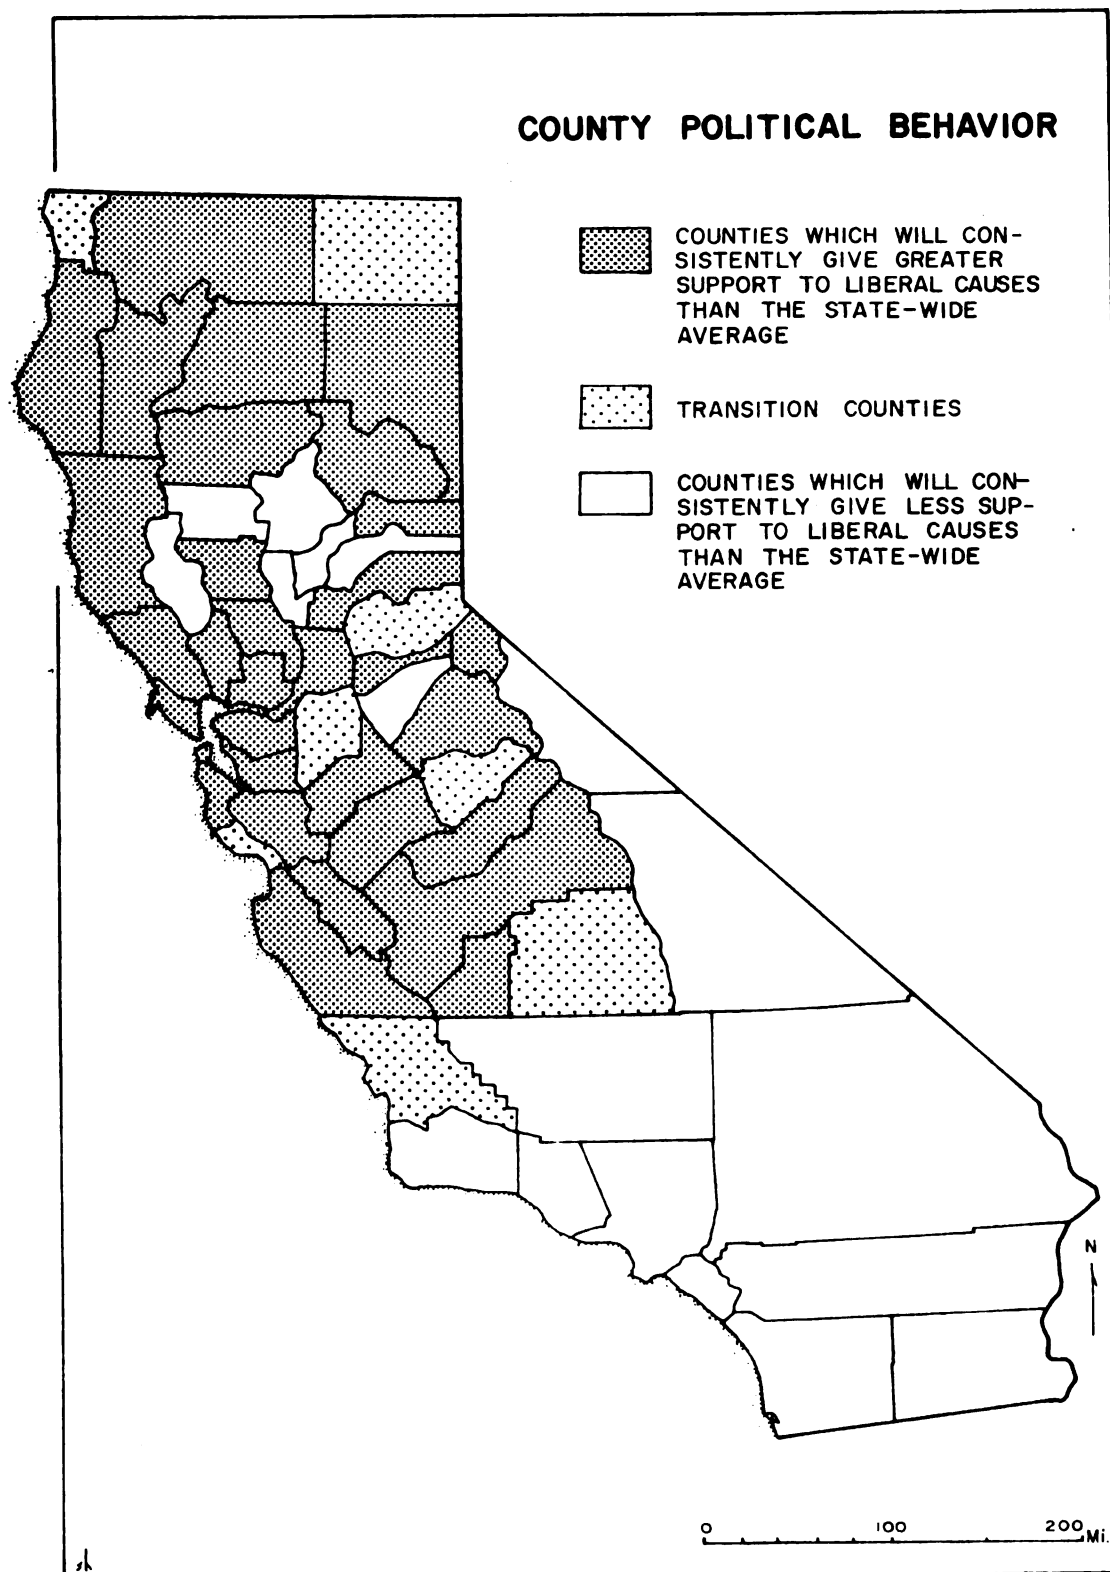 COUNTY POLITICAL BEHAVIOR
COUNTIES WHICH WILL CON-
SISTENTLY GIVE GREATER
SUPPORT TO LIBERAL CAUSES
THAN THE STATE-WIDE
AVERAGE
TRANSITION COUNTIES
COUNTIES WHICH WILL CON-
SISTENTLY GIVE LESS SUP-
PORT TO LIBERAL CAUSES
THAN THE STATE-WIDE
AVERAGE
N
0 100 200 Mi.
sh